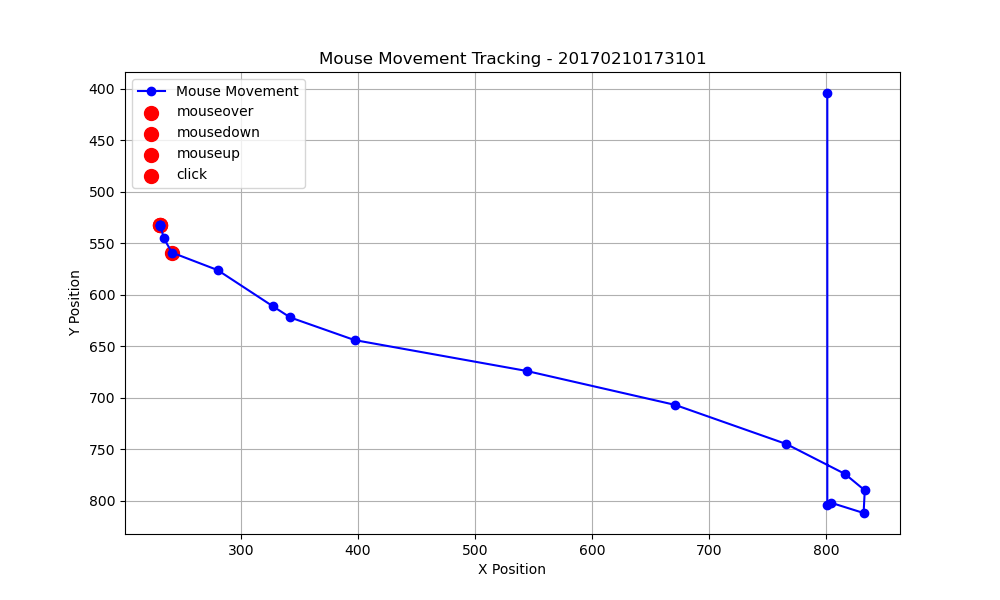 Mouse Movement Tracking - 20170210173101
Mouse Movement
mouseover
mousedown
mouseup
click
Y Position
400
450
500
550
600
650
700
750
800
300
400
500
600
700
800
X Position